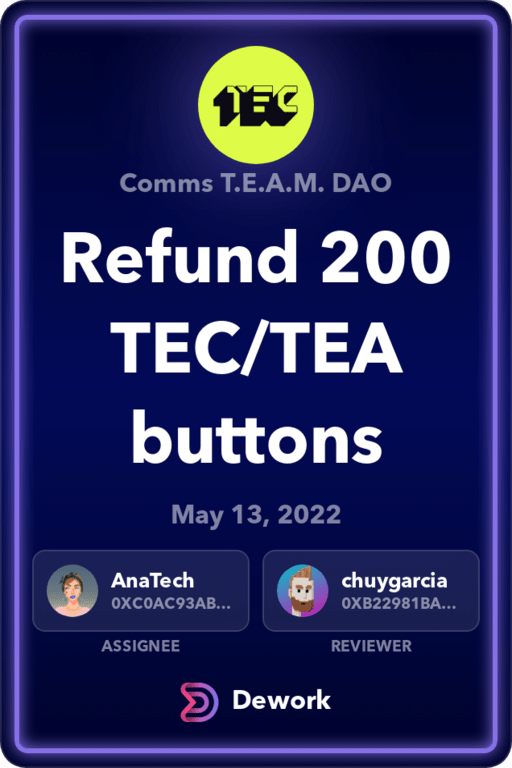 TEC
Comms T.E.A.M. DAO
Refund 200
TEC/TEA
buttons
May 13, 2022
AnaTech
0XC0AC93AB...
chuygarcia
0XB22981BA...
ASSIGNEE
REVIEWER
Dework